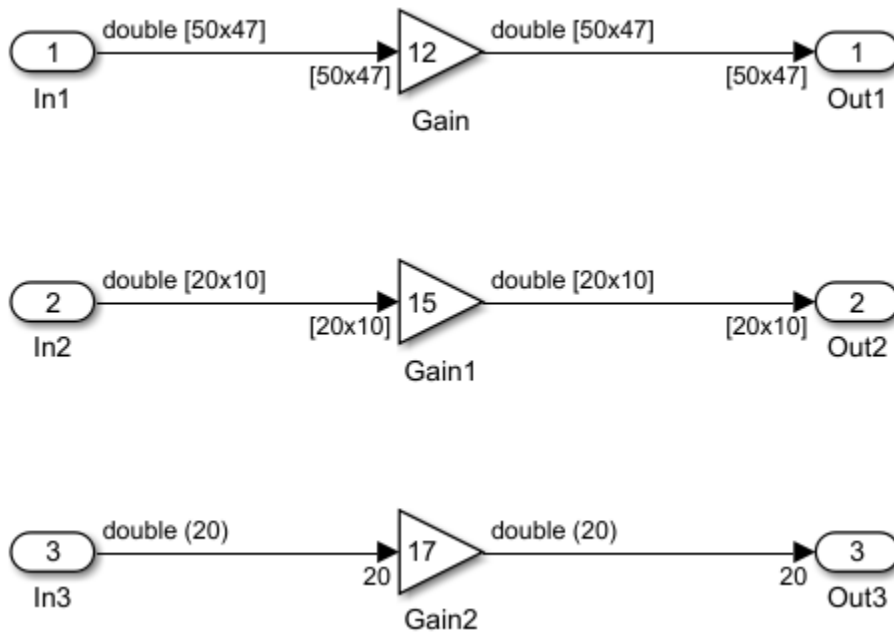 double [50x47] double [50x47]
1 12 1
[50x47] [50x47]
In1 Gain Out1
double [20x10] double [20x10]
2 15 2
[20x10] [20x10]
In2 Gain1 Out2
double (20) double (20)
3 17 3
20 20
In3 Gain2 Out3